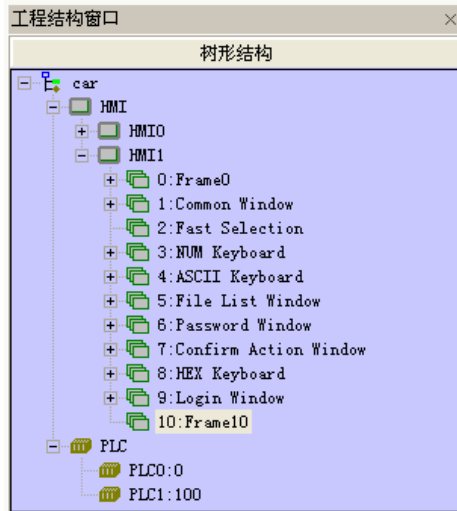 工程结构窗口
树形结构
car
HMI
HMI0
HMI1
0:Frame0
1:Common Window
2:Fast Selection
3:NUM Keyboard
4:ASCII Keyboard
5:File List Window
6:Password Window
7:Confirm Action Window
8:HEX Keyboard
9:Login Window
10:Frame10
PLC
PLC0:0
PLC1:100